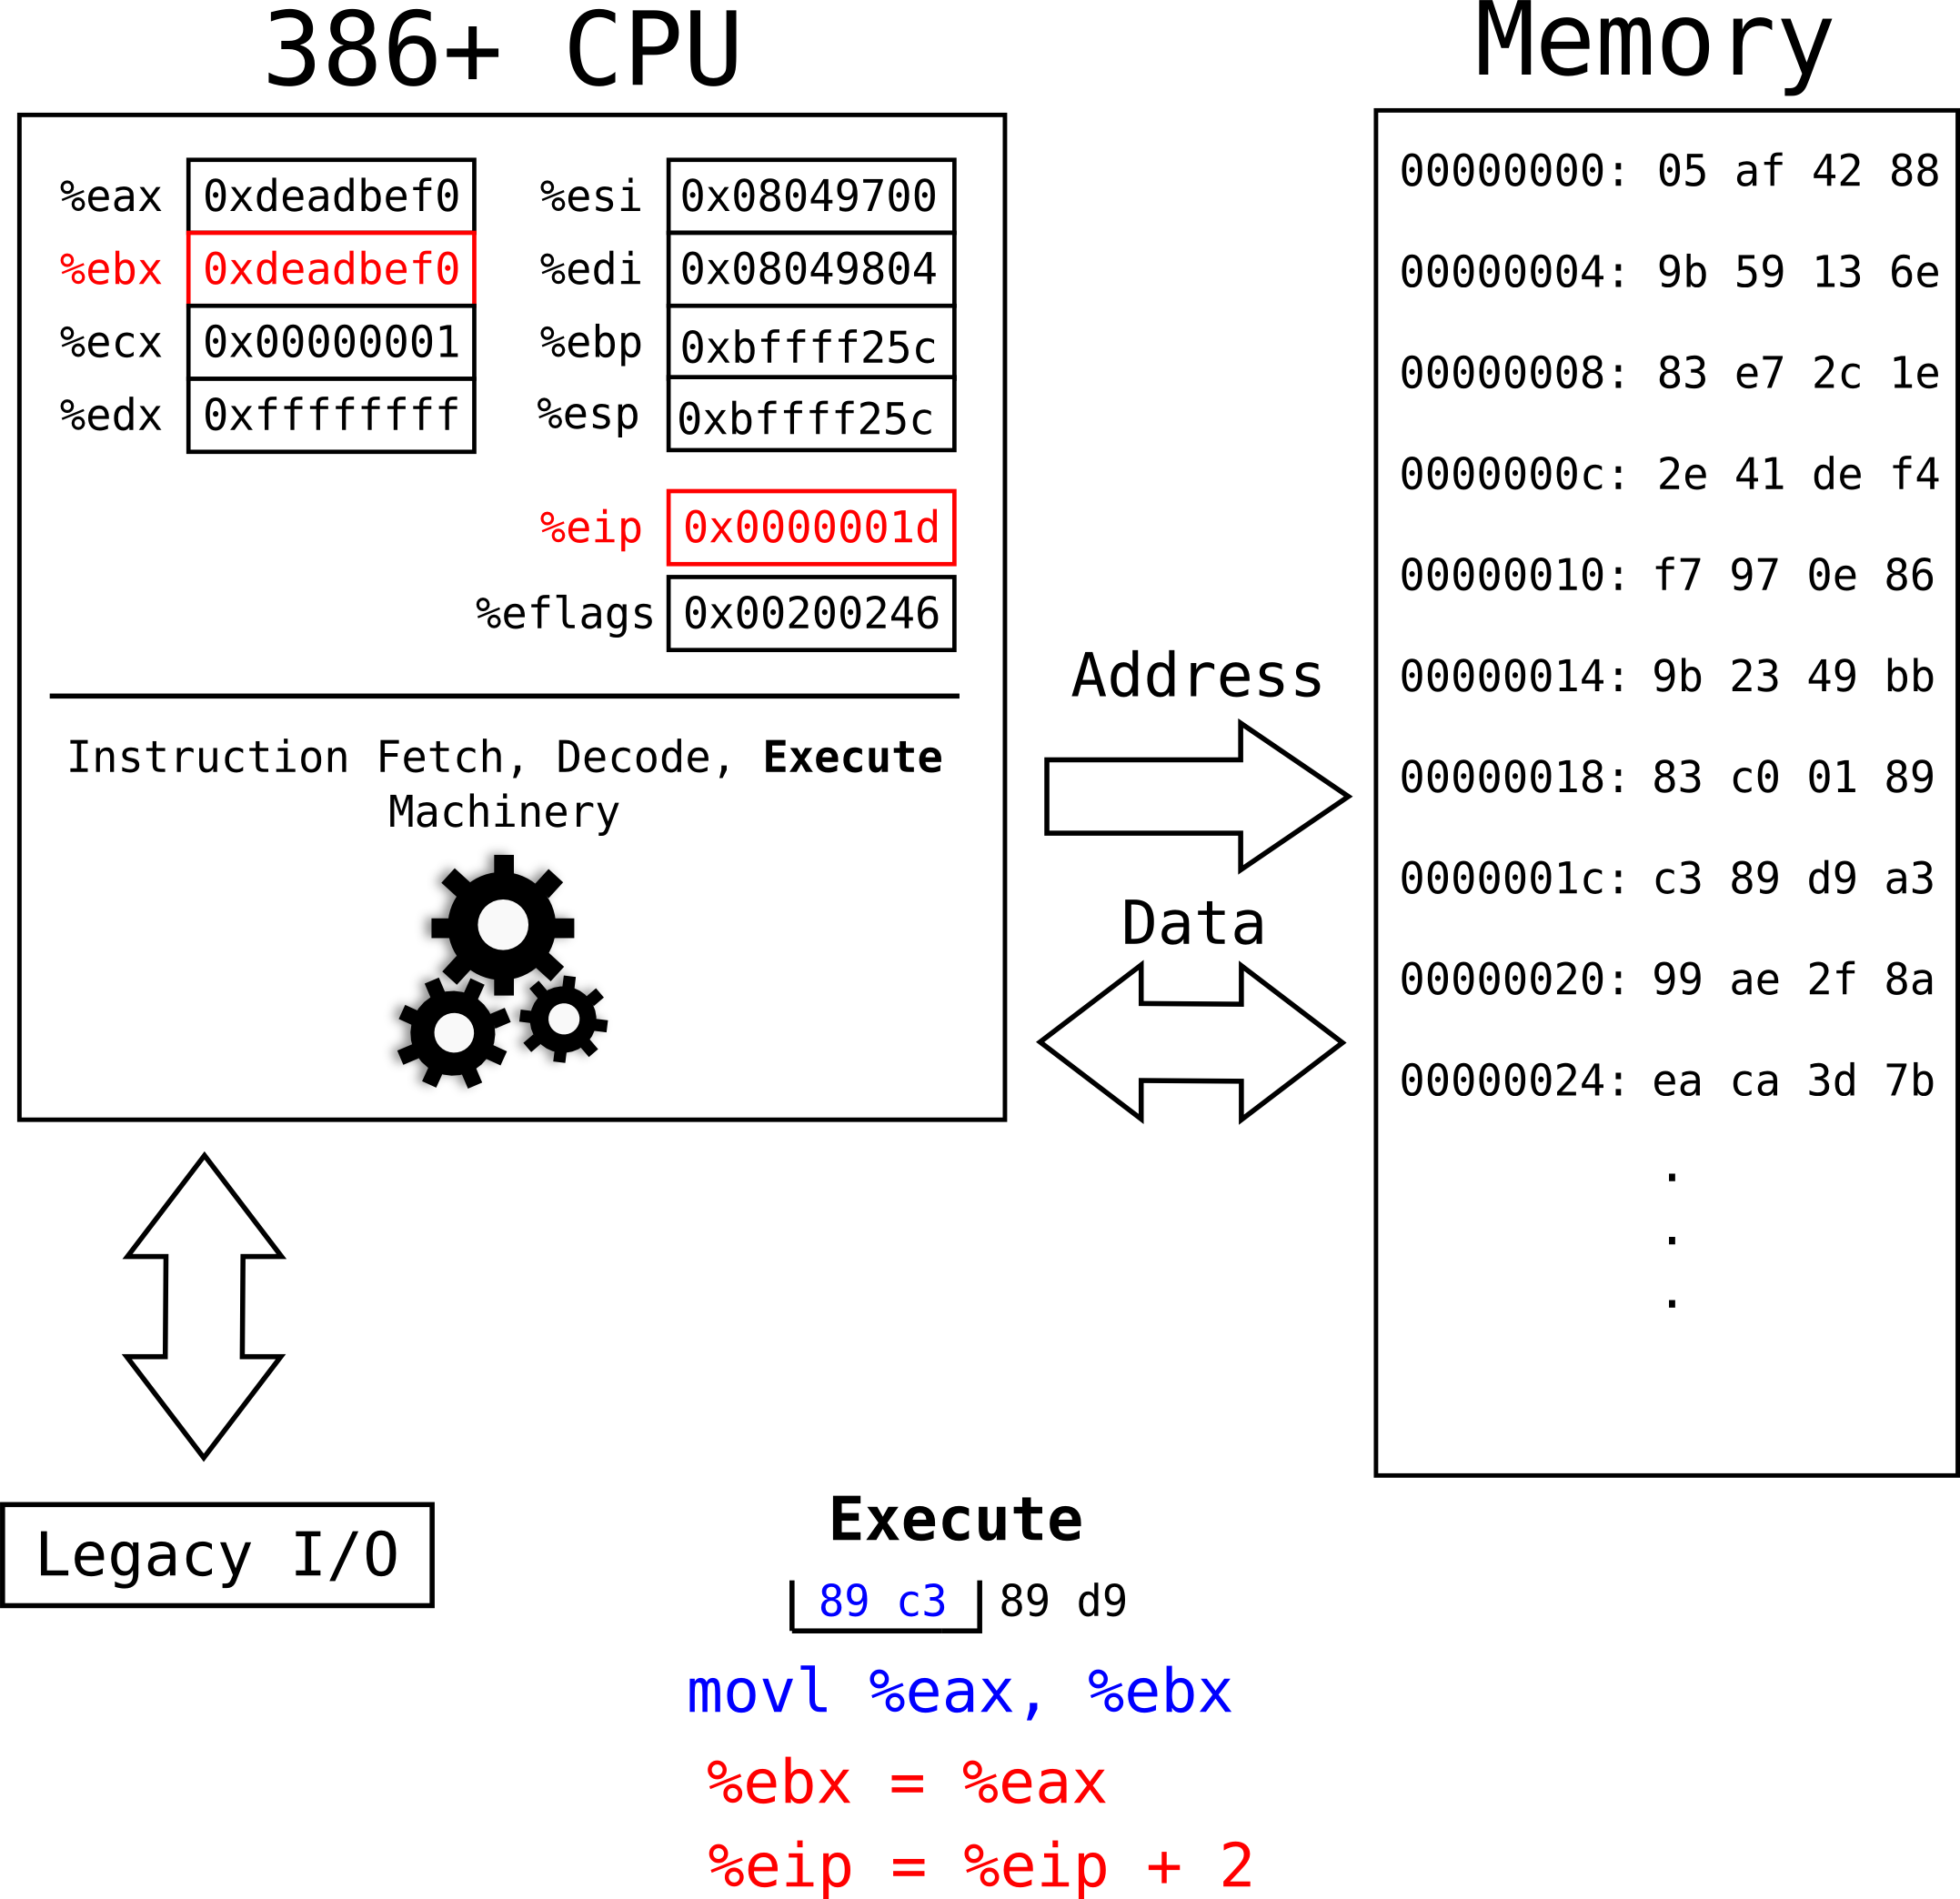 386+ CPU
%eax 0xdeadbef0
%ebx 0xdeadbef0
%ecx 0x00000001
%edx 0xffffffff
%esi 0x08049700
%edi 0x08049804
%ebp 0xbffff25c
%esp 0xbffff25c
%eip 0x0000001d
%eflags 0x00200246
Instruction Fetch, Decode, Execute
Machinery
Address
Data
Memory
00000000: 05 af 42 88
00000004: 9b 59 13 6e
00000008: 83 e7 2c 1e
0000000c: 2e 41 de f4
00000010: f7 97 0e 86
00000014: 9b 23 49 bb
00000018: 83 c0 01 89
0000001c: c3 89 d9 a3
00000020: 99 ae 2f 8a
00000024: ea ca 3d 7b
.
.
.
Legacy I/O
Execute
89 c3 89 d9
movl %eax, %ebx
%ebx = %eax
%eip = %eip + 2